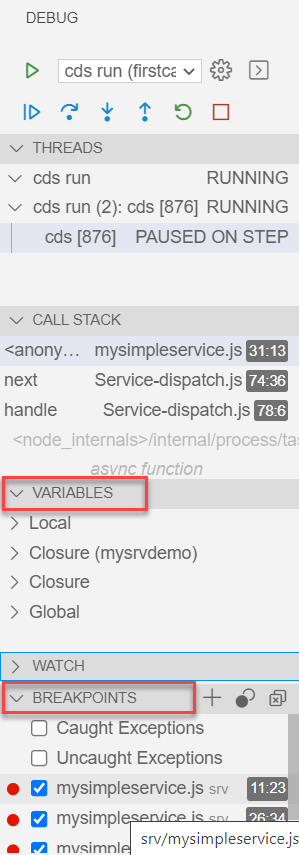 DEBUG
cds run (firstca
THREADS
cds run RUNNING
cds run (2): cds [876] RUNNING
cds [876] PAUSED ON STEP
CALL STACK
<anony… mysimpleservice.js 31:13
next Service-dispatch.js 74:36
handle Service-dispatch.js 78:6
<node_internals>/internal/process/ta
async function
VARIABLES
Local
Closure (mysrvdemo)
Closure
Global
WATCH
BREAKPOINTS
Caught Exceptions
Uncaught Exceptions
mysimpleservice.js srv 11:23
mysimpleservice.js srv 26:34
srv/mysimpleservice.js